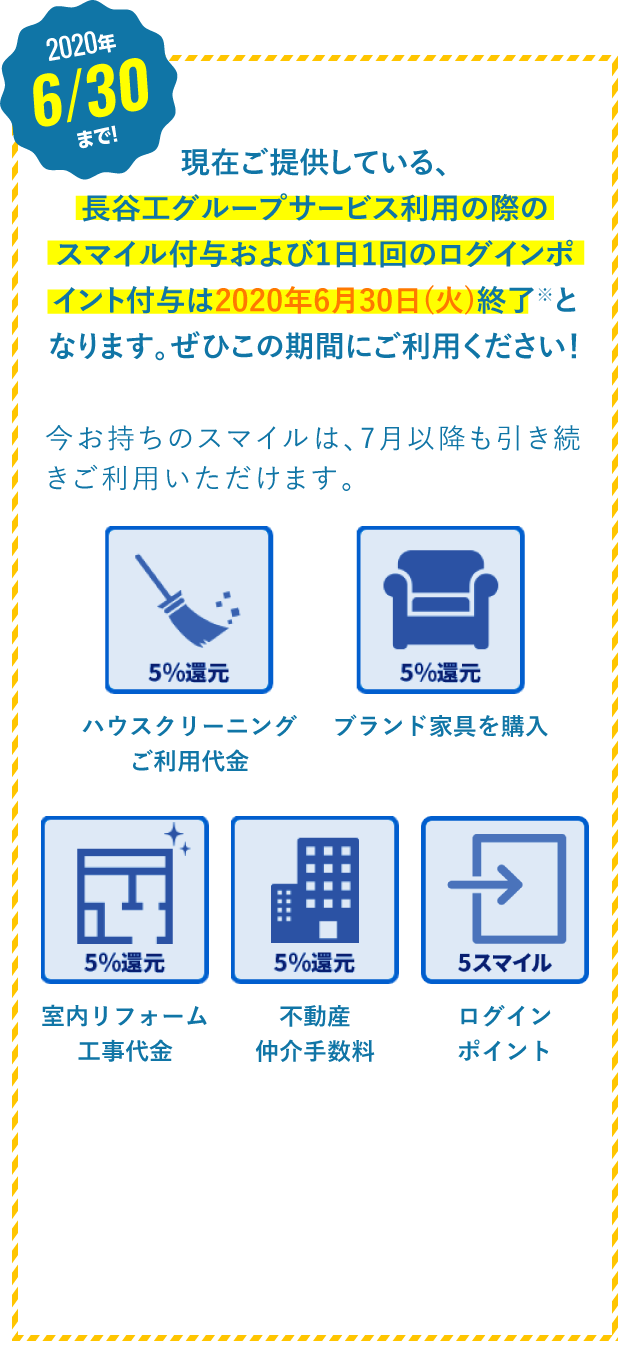 2020年
6/30
まで!
現在ご提供している、
長谷工グループサービス利用の際の
スマイル付与および1日1回のログインポ
イント付与は2020年6月30日(火)終了※と
なります。ぜひこの期間にご利用ください!
今お持ちのスマイルは、7月以降も引き続
きご利用いただけます。
5%還元
5%還元
ハウスクリーニング
ご利用代金
ブランド家具を購入
5%還元
5%還元
5スマイル
室内リフォーム
工事代金
不動産
仲介手数料
ログイン
ポイント